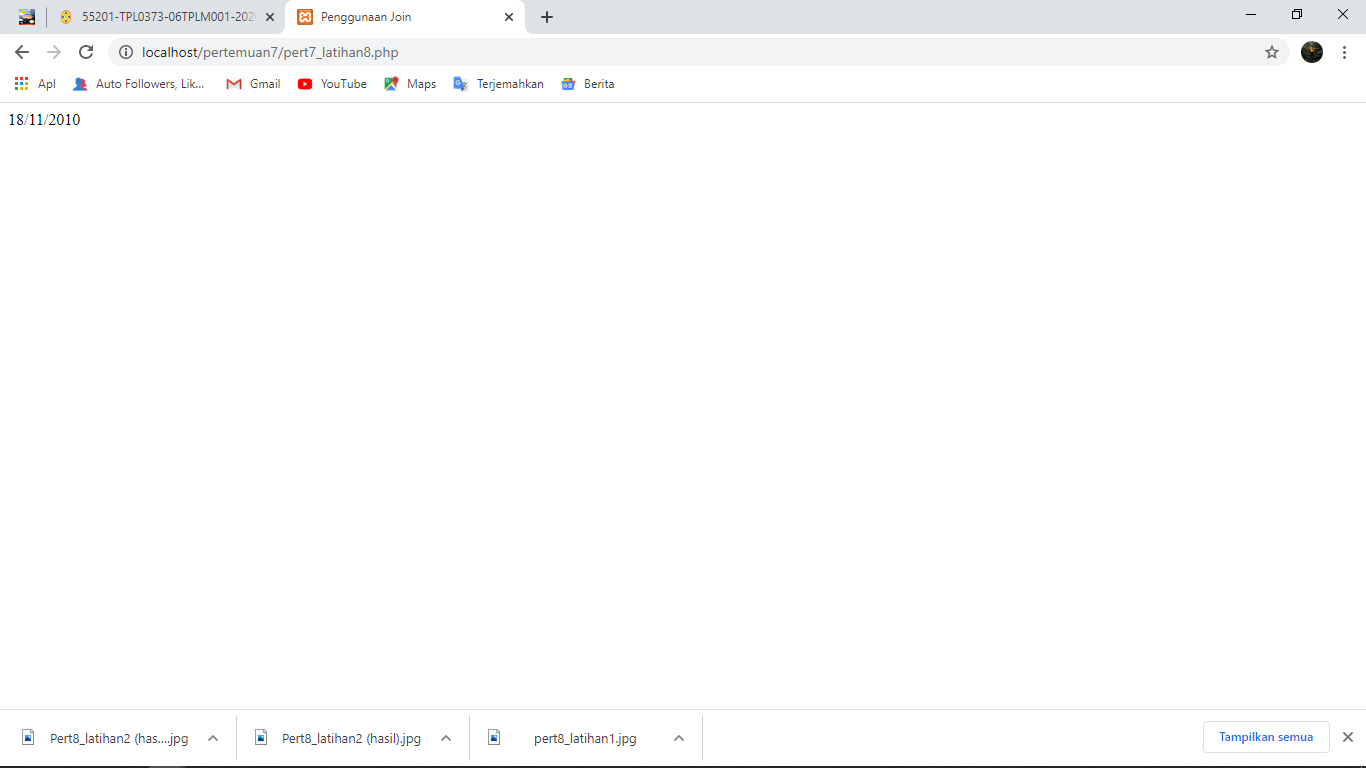 55201-TPL0373-06TPLM001-202
Penggunaan Join
localhost/pertemuan7/pert7_latihan8.php
Apl
Auto Followers, Lik...
Gmail
YouTube
Maps
Terjemahkan
Berita
18/11/2010
Pert8_latihan2 (has....jpg
Pert8_latihan2 (hasil).jpg
pert8_latihan1.jpg
Tampilkan semua